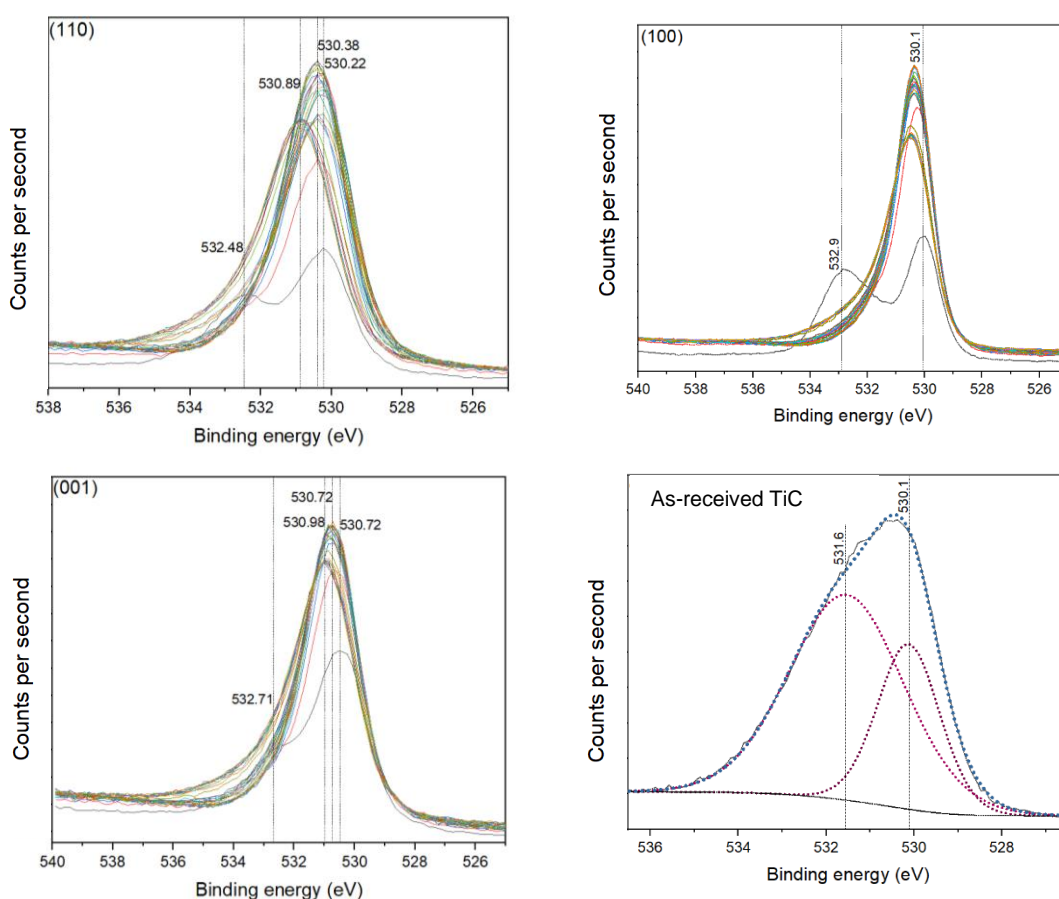 (110)
530.38
530.22
530.89
532.48
Counts per second
538 536 534 532 530 528 526
Binding energy (eV)
(100)
530.1
532.9
Counts per second
540 538 536 534 532 530 528 526
Binding energy (eV)
(001)
530.72
530.98 530.72
532.71
Counts per second
540 538 536 534 532 530 528 526
Binding energy (eV)
As-received TiC
530.1
531.6
Counts per second
536 534 532 530 528
Binding energy (eV)